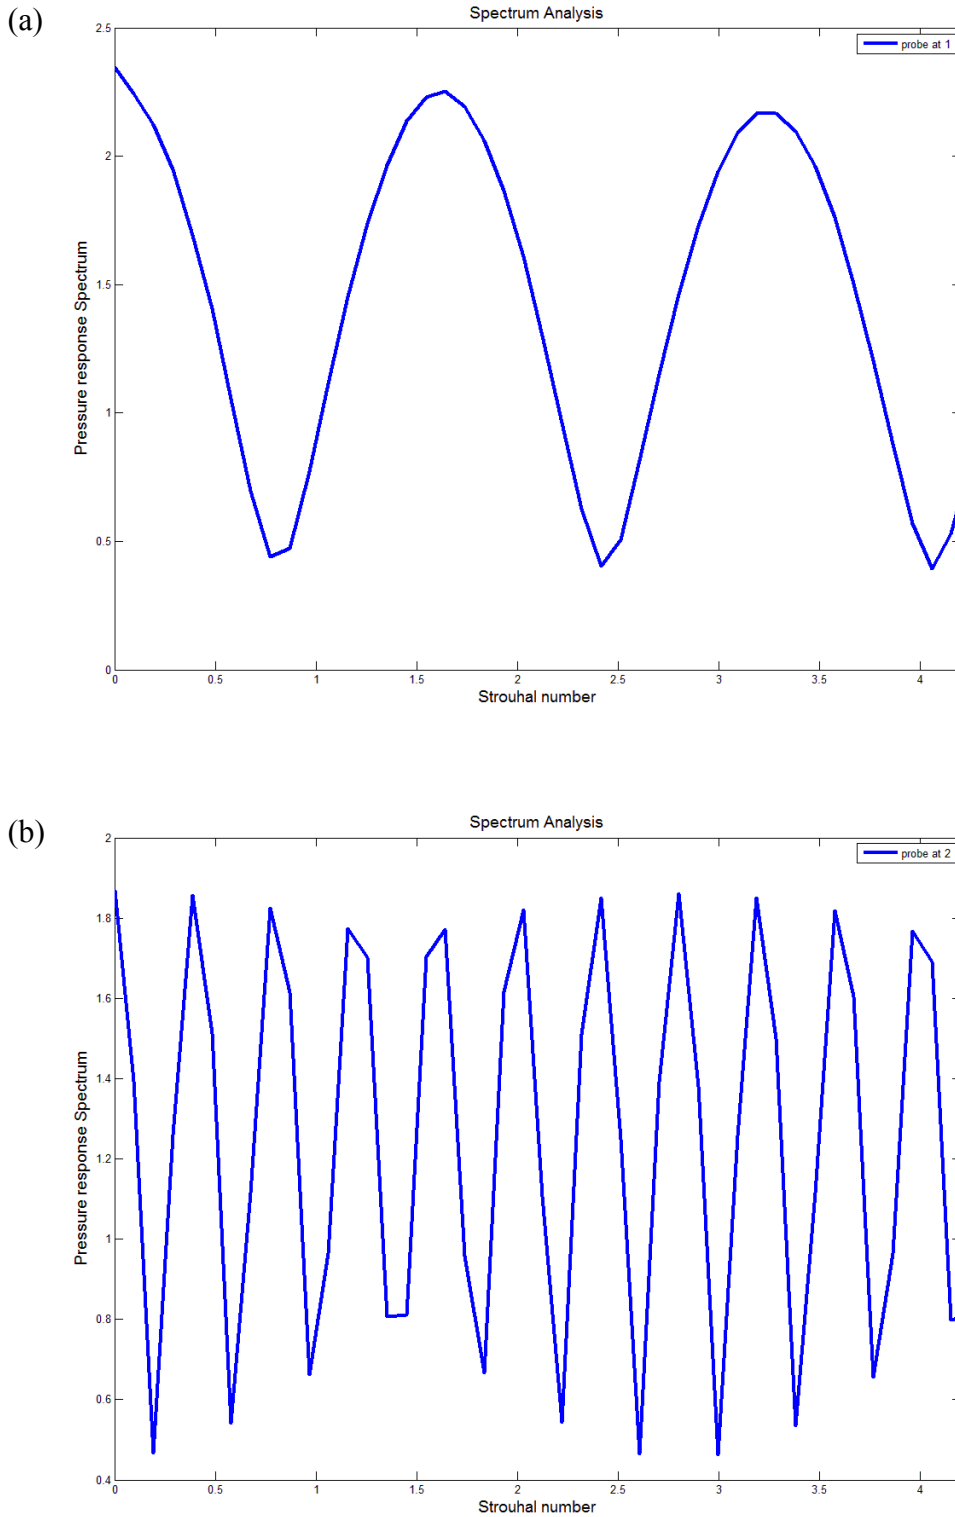 (a)
Spectrum Analysis
probe at 1
2.5
2
1.5
1
0.5
0
Pressure response Spectrum
0 0.5 1 1.5 2 2.5 3 3.5 4
Strouhal number
(b)
Spectrum Analysis
probe at 2
2
1.8
1.6
1.4
1.2
1
0.8
0.6
0.4
Pressure response Spectrum
0 0.5 1 1.5 2 2.5 3 3.5 4
Strouhal number